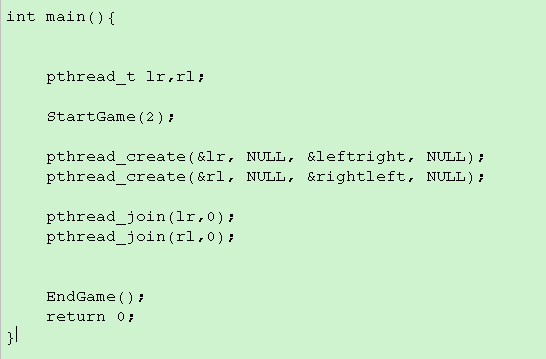 int main(){
pthread_t lr,rl;
StartGame(2);
pthread_create(&lr, NULL, &leftright, NULL);
pthread_create(&rl, NULL, &rightleft, NULL);
pthread_join(lr,0);
pthread_join(rl,0);
EndGame();
return 0;
}